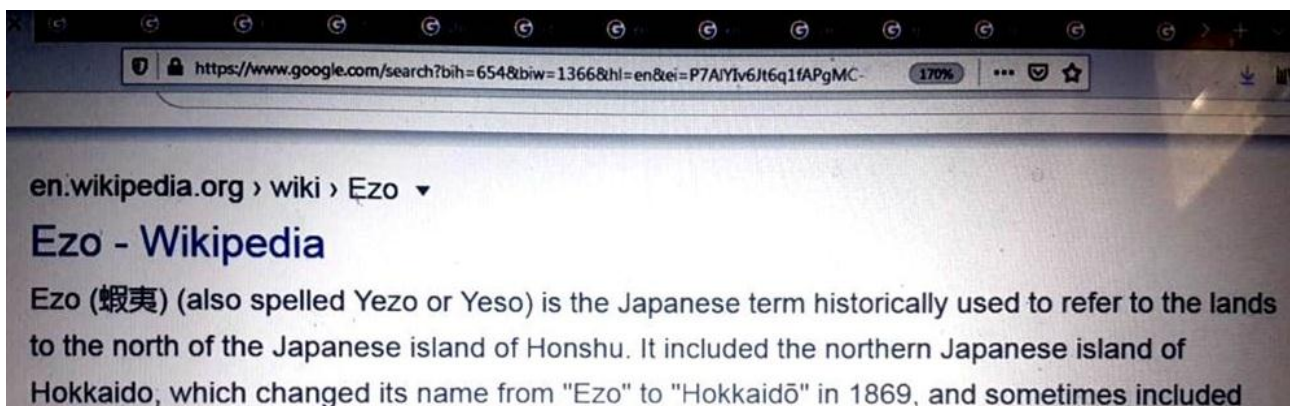 https://www.google.com/search?bih=654&biw=1366&hl=en&ei=P7AlYIv6Jt6q1fAPgMC- 170%
en.wikipedia.org › wiki › Ezo
Ezo - Wikipedia
Ezo (蝦夷) (also spelled Yezo or Yeso) is the Japanese term historically used to refer to the lands
to the north of the Japanese island of Honshu. It included the northern Japanese island of
Hokkaido, which changed its name from "Ezo" to "Hokkaidō" in 1869, and sometimes included